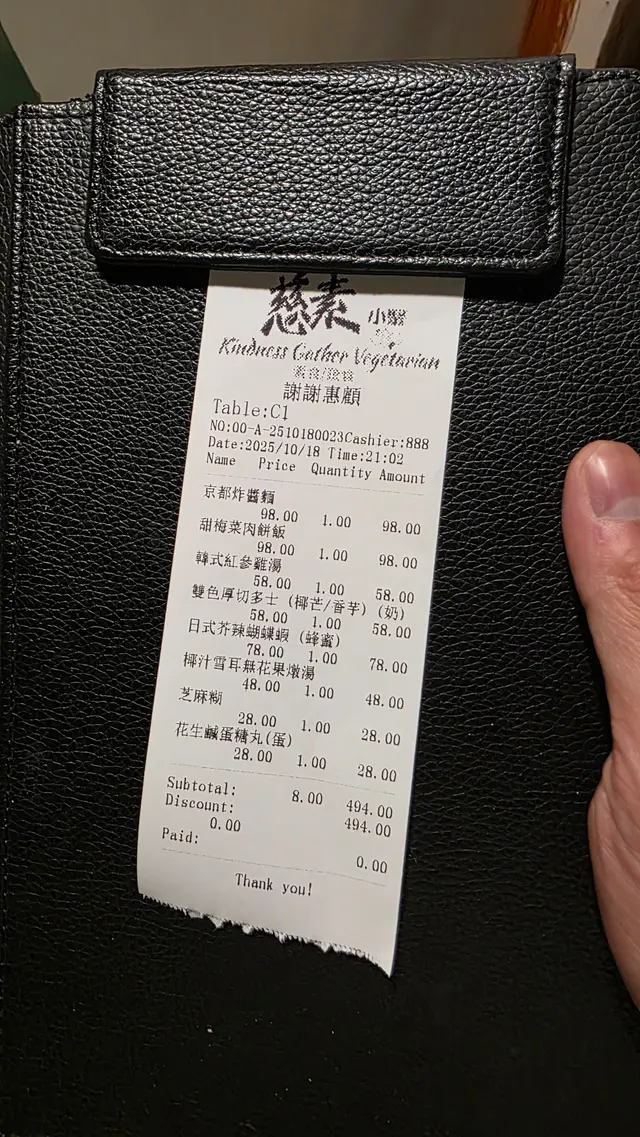 慈素 小聚
Kindness Gather Vegetarian
素食/蔬食
謝謝惠顧
Table:C1
NO:00-A-2510180023Cashier:888
Date:2025/10/18 Time:21:02
Name Price Quantity Amount
京都炸醬麵
98.00 1.00 98.00
甜梅菜肉餅飯
98.00 1.00 98.00
韓式紅參雞湯
58.00 1.00 58.00
雙色厚切多士 (椰芒/香芋) (奶)
58.00 1.00 58.00
日式芥辣蝴蝶蝦 (蜂蜜)
78.00 1.00 78.00
椰汁雪耳無花果燉湯
48.00 1.00 48.00
芝麻糊
28.00 1.00 28.00
花生鹹蛋糖丸(蛋)
28.00 1.00 28.00
Subtotal: 8.00 494.00
Discount: 494.00
0.00
Paid: 0.00
Thank you!